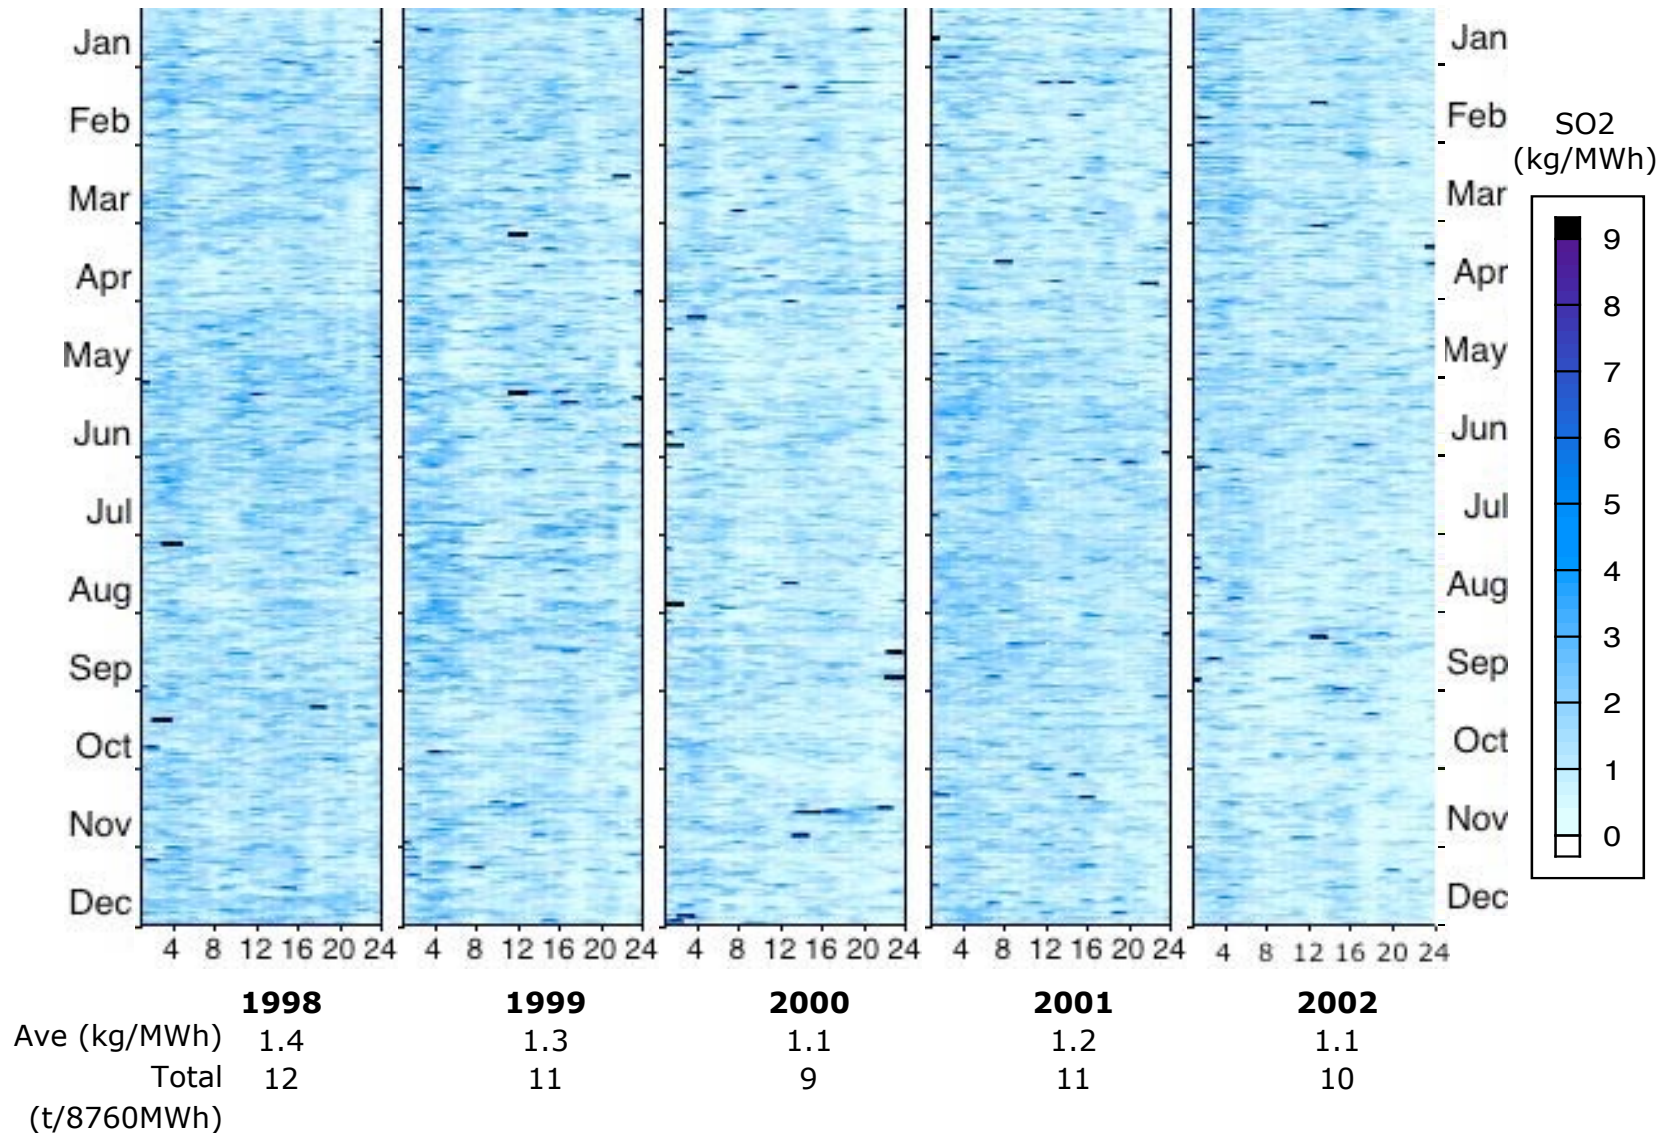 Jan
Feb
Mar
Apr
May
Jun
Jul
Aug
Sep
Oct
Nov
Dec
4 8 12 16 20 24
4 8 12 16 20 24
4 8 12 16 20 24
4 8 12 16 20 24
4 8 12 16 20 24
Jan
Feb
Mar
Apr
May
Jun
Jul
Aug
Sep
Oct
Nov
Dec
SO2
(kg/MWh)
9
8
7
6
5
4
3
2
1
0
1998 1999 2000 2001 2002
Ave (kg/MWh) 1.4 1.3 1.1 1.2 1.1
Total 12 11 9 11 10
(t/8760MWh)